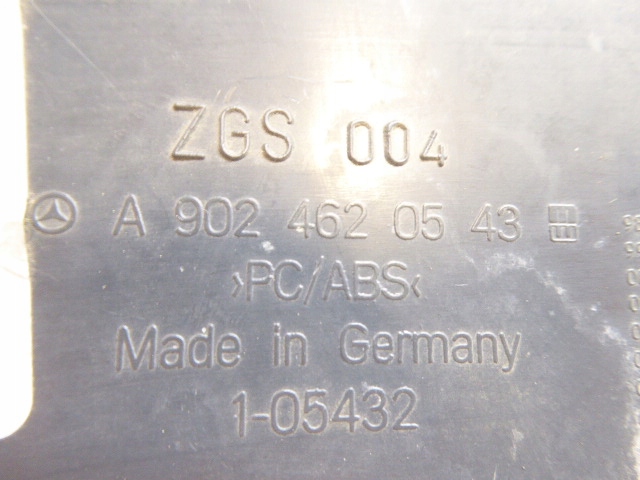 ZGS 004
A 902 462 05 43
›PC/ABS‹
Made in Germany
1-05432